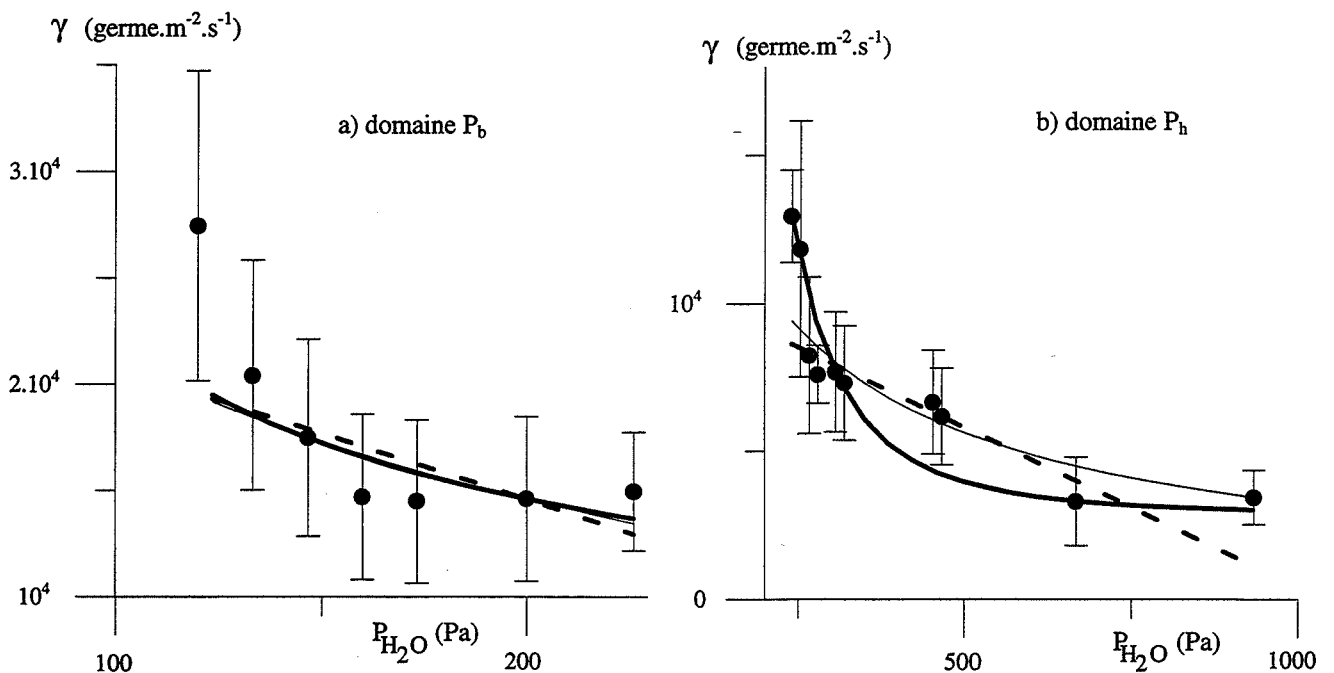 γ (germe.m⁻².s⁻¹)
a) domaine P_b
3.10⁴
2.10⁴
10⁴
P_H₂O (Pa)
100
200
γ (germe.m⁻².s⁻¹)
b) domaine P_h
10⁴
0
P_H₂O (Pa)
500
1000